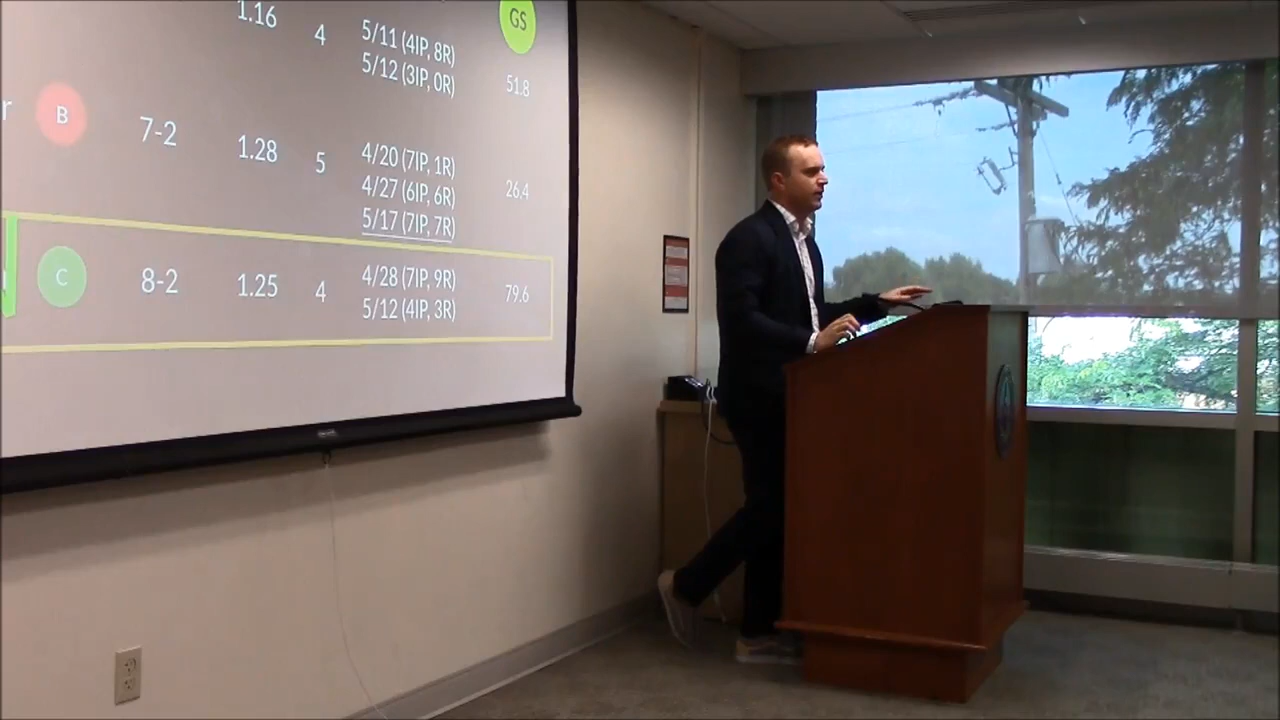 1.16 4 5/11 (4IP, 8R) GS
5/12 (3IP, 0R) 51.8
r B 7-2 1.28 5 4/20 (7IP, 1R)
4/27 (6IP, 6R) 26.4
5/17 (7IP, 7R)
C 8-2 1.25 4 4/28 (7IP, 9R) 79.6
5/12 (4IP, 3R)